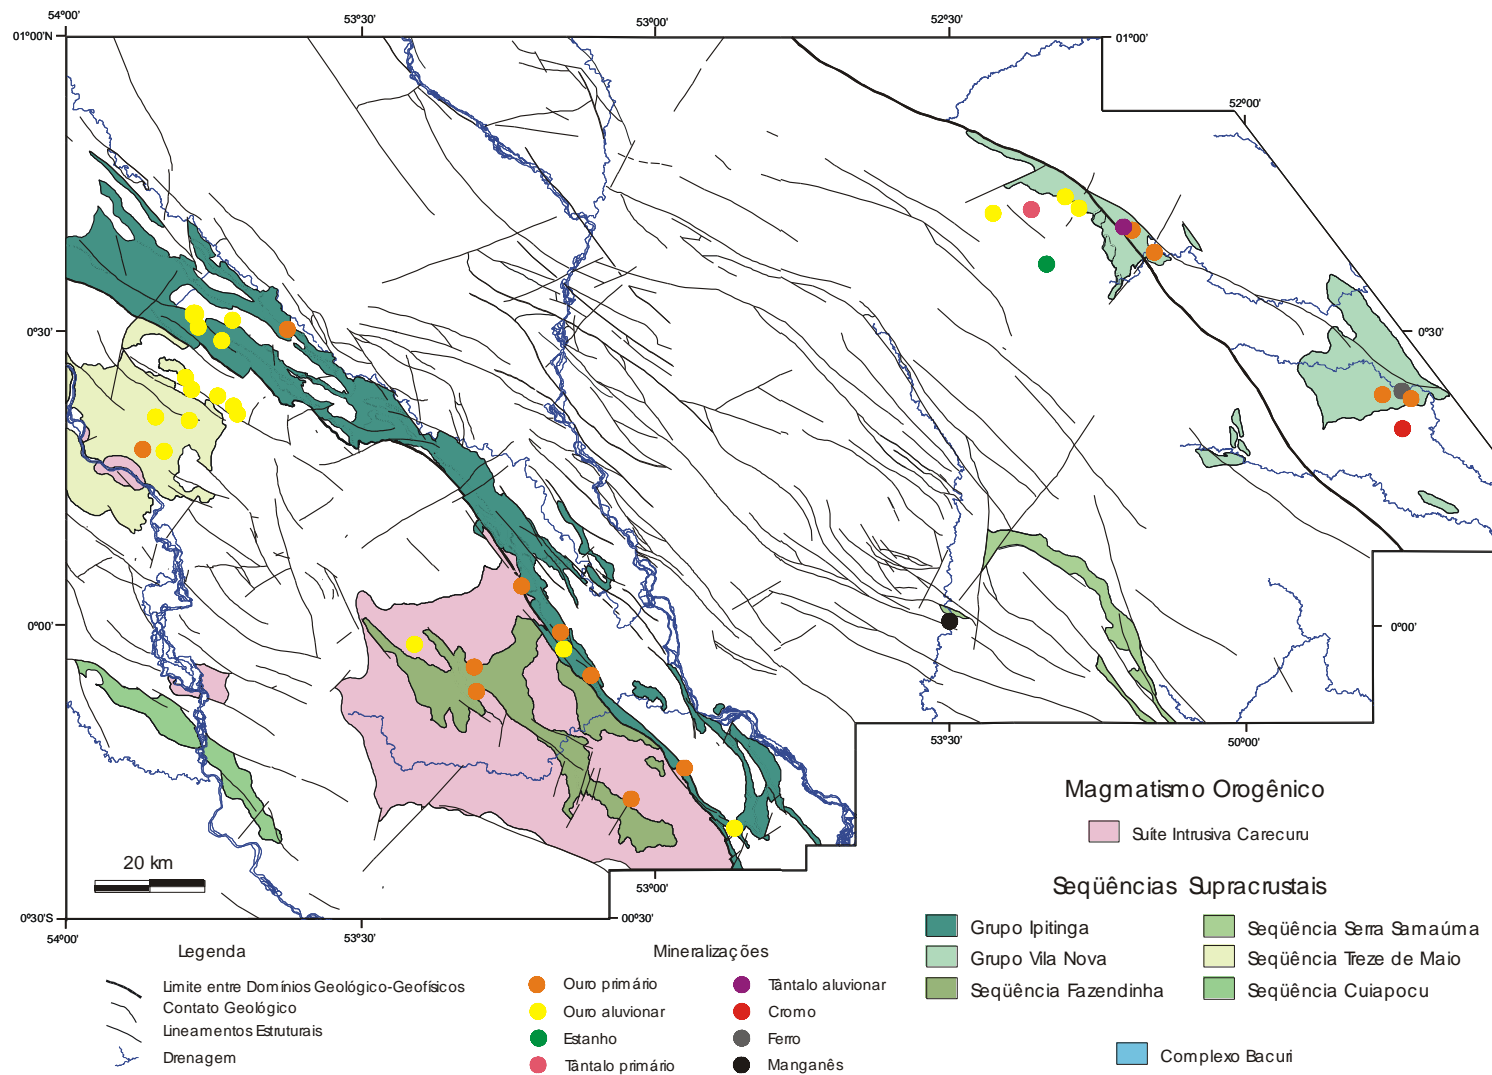 54º00'
53º30'
53º00'
52º30'
01º00'N
01º00'
52º00'
0º30'
0º30'
0º00'
0º00'
20 km
53º30'
50º00'
0º30'S
53º00'
00º30'
54º00'
53º30'
Magmatismo Orogênico
Suíte Intrusiva Carecuru
Seqüências Supracrustais
Grupo Ipitinga
Seqüência Serra Samaúma
Grupo Vila Nova
Seqüência Treze de Maio
Seqüência Fazendinha
Seqüência Cuiapocu
Complexo Bacuri
Legenda
Limite entre Domínios Geológico-Geofísicos
Contato Geológico
Lineamentos Estruturais
Drenagem
Mineralizações
Ouro primário
Tântalo aluvionar
Ouro aluvionar
Cromo
Estanho
Ferro
Tântalo primário
Manganês